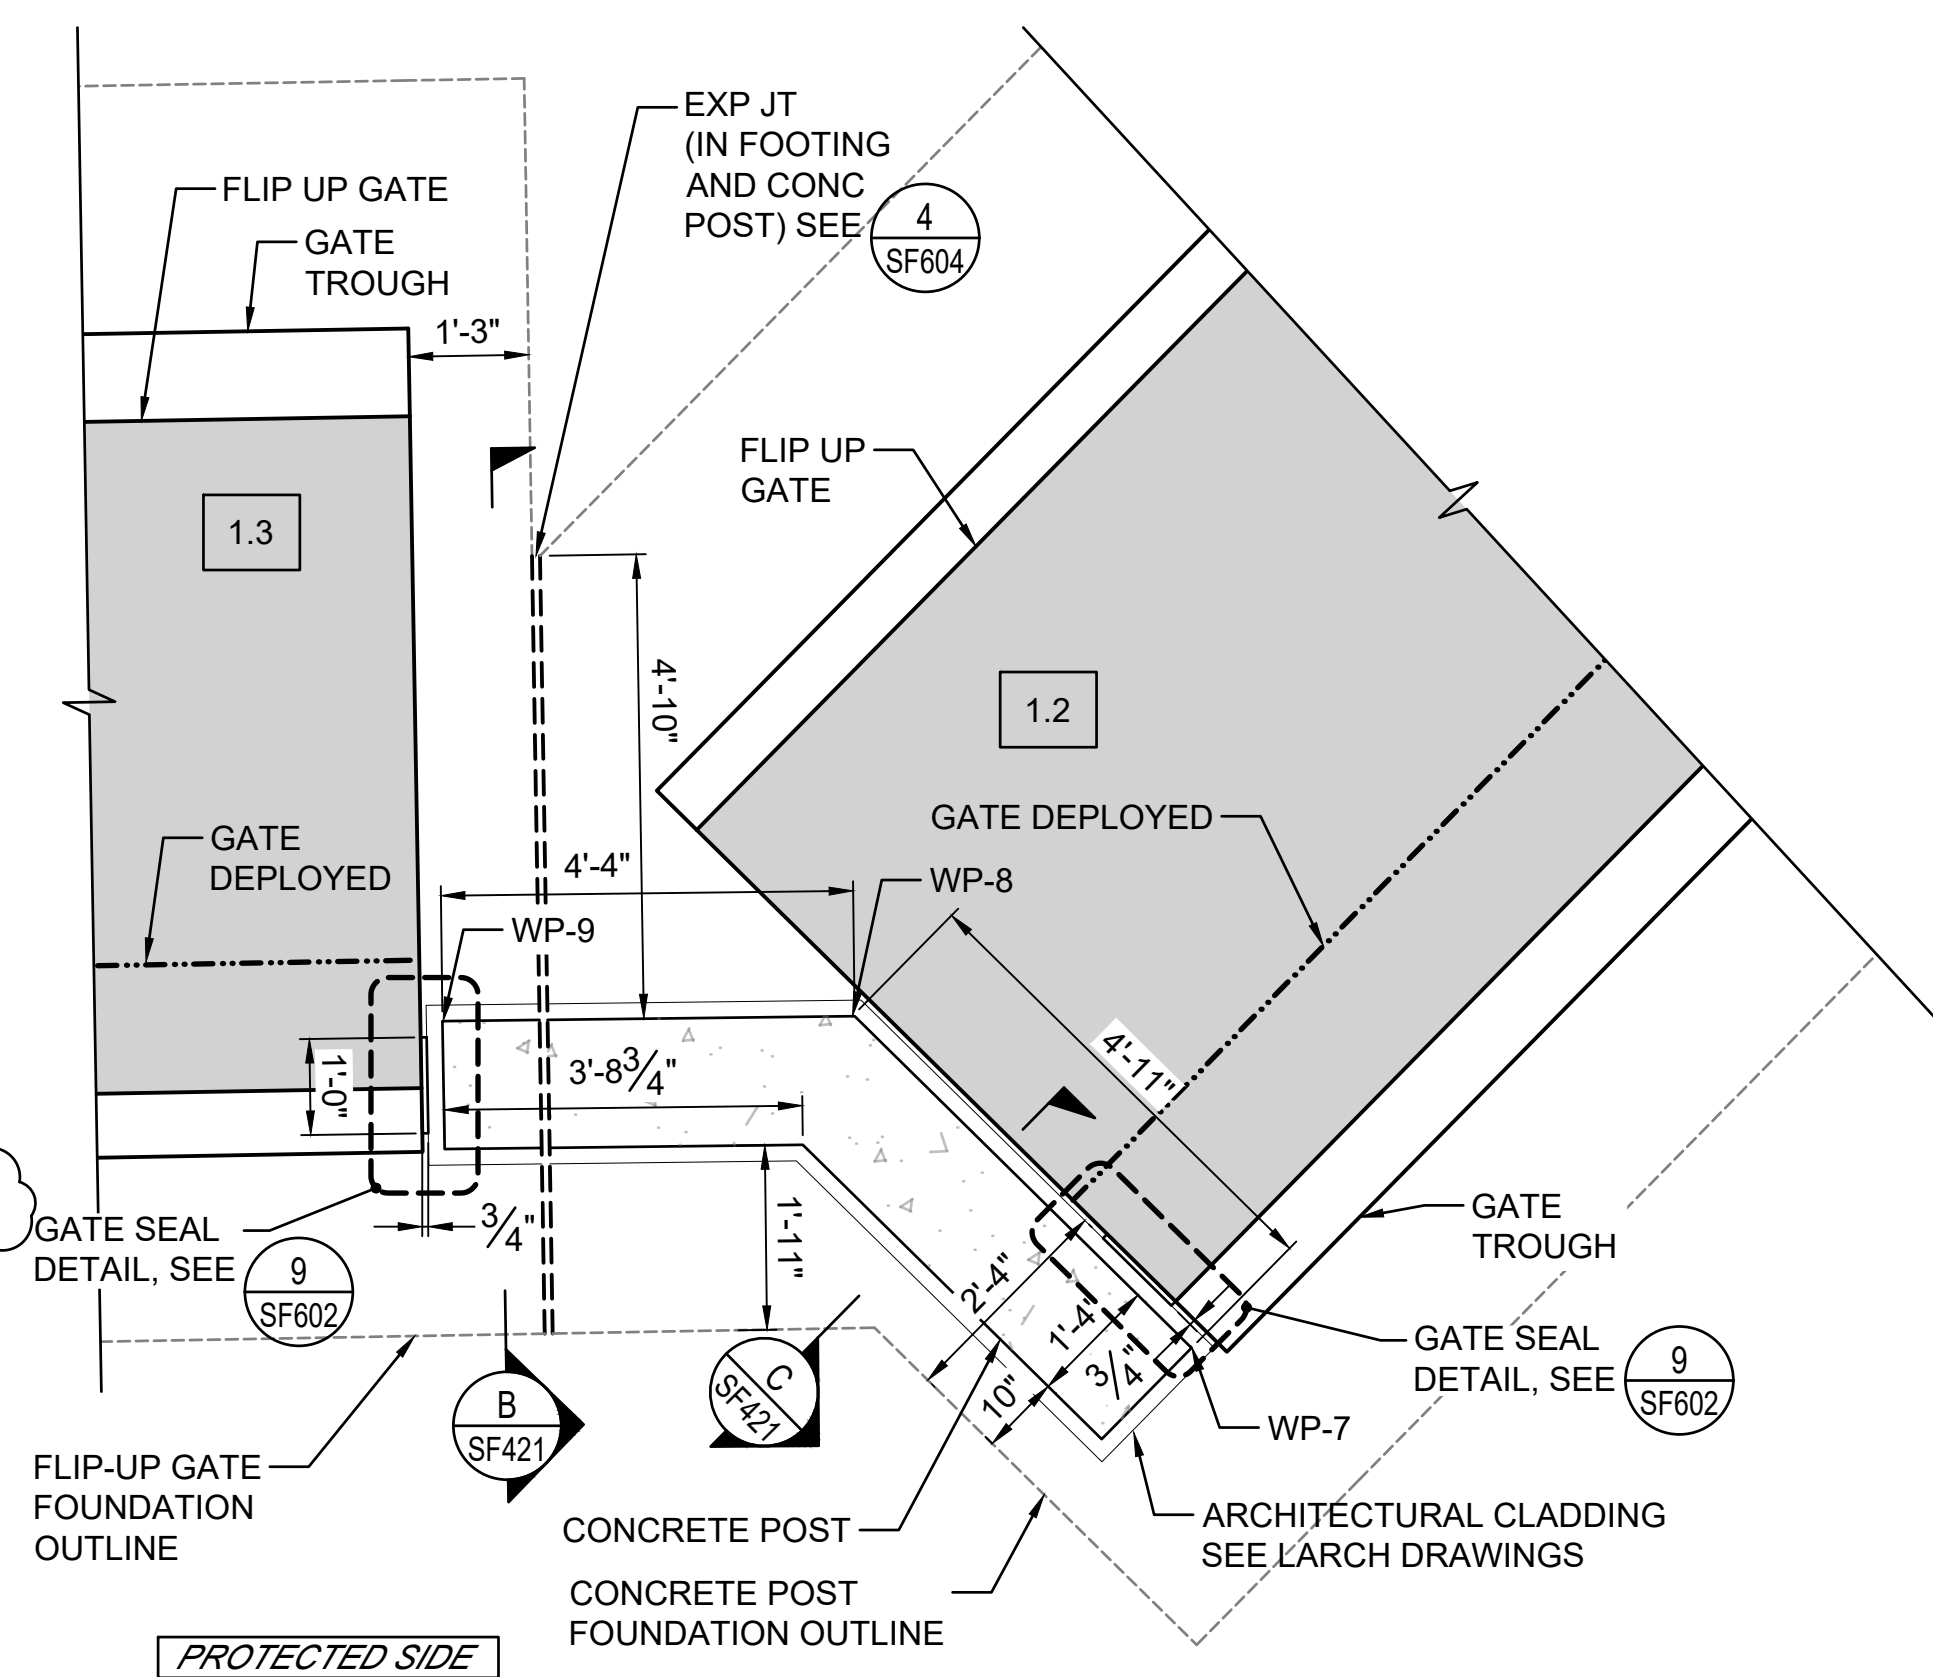 EXP JT
(IN FOOTING
AND CONC
POST) SEE
4
SF604
FLIP UP GATE
GATE
TROUGH
1'-3"
FLIP UP
GATE
1.3
4'-10"
1.2
GATE DEPLOYED
GATE
DEPLOYED
4'-4"
WP-8
WP-9
4'-11"
3'-8 3/4"
1'-0"
GATE SEAL
DETAIL, SEE
9
SF602
3/4"
1'-11"
2'-4"
1'-4"
3/4"
10"
GATE
TROUGH
GATE SEAL
DETAIL, SEE
9
SF602
B
SF421
C
SF421
WP-7
FLIP-UP GATE
FOUNDATION
OUTLINE
CONCRETE POST
ARCHITECTURAL CLADDING
SEE LARCH DRAWINGS
CONCRETE POST
FOUNDATION OUTLINE
PROTECTED SIDE